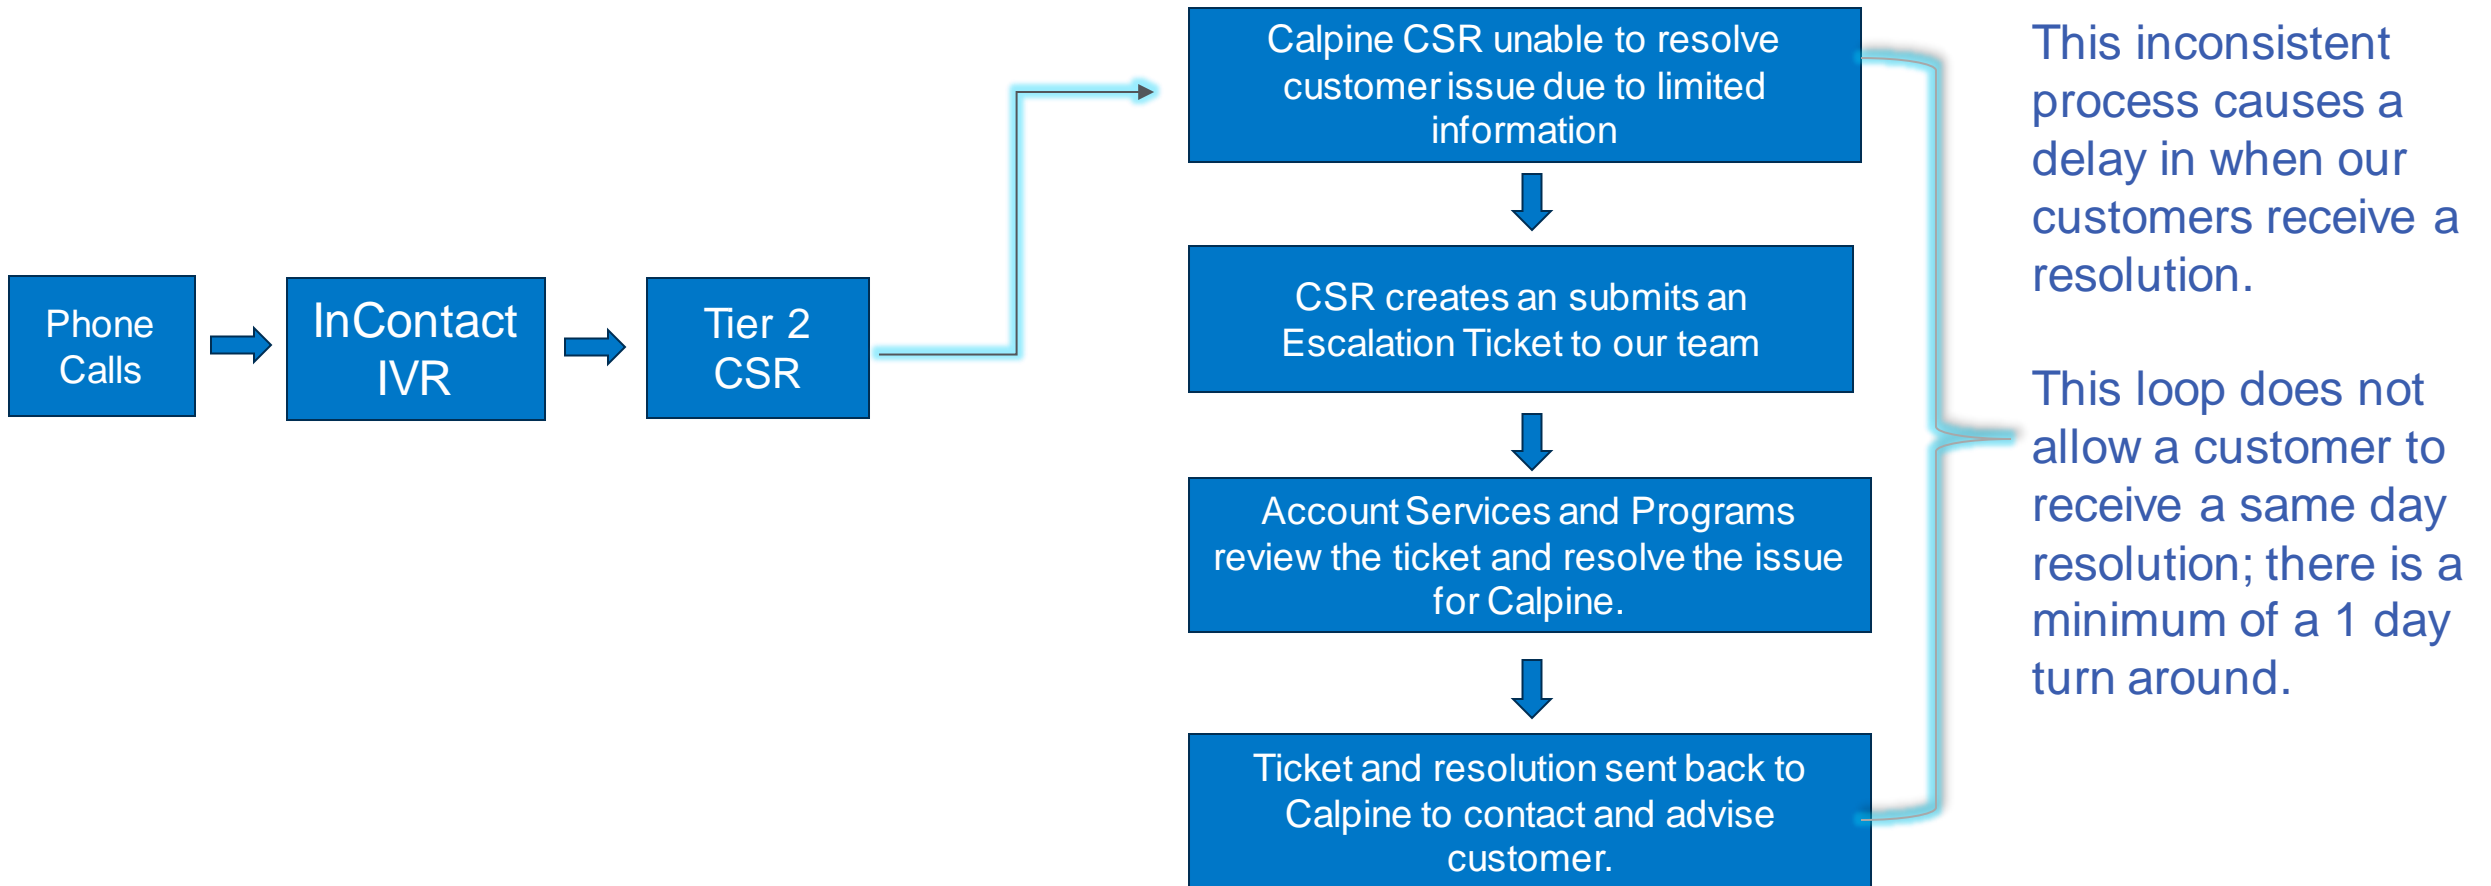 Phone
Calls
InContact
IVR
Tier 2
CSR
Calpine CSR unable to resolve
customer issue due to limited
information
CSR creates an submits an
Escalation Ticket to our team
Account Services and Programs
review the ticket and resolve the issue
for Calpine.
Ticket and resolution sent back to
Calpine to contact and advise
customer.
This inconsistent
process causes a
delay in when our
customers receive a
resolution.
This loop does not
allow a customer to
receive a same day
resolution; there is a
minimum of a 1 day
turn around.